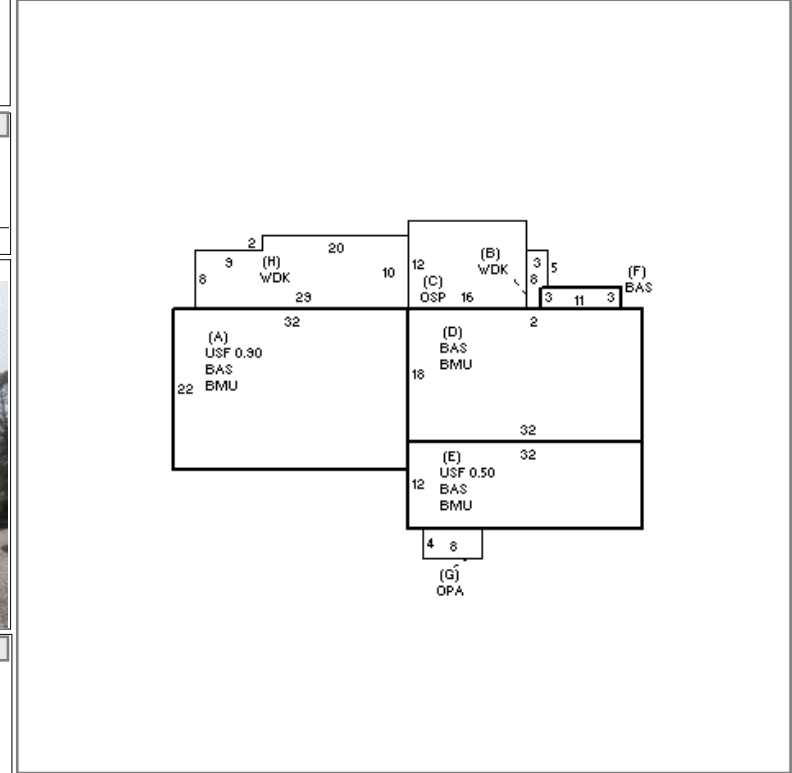 2
20
9
(H)
WDK
8
10
29
12
(C)
OSP
16
(B)
WDK
3
8
5
(F)
BAS
3
11
3
32
(A)
USF 0.90
BAS
BMU
22
2
(D)
BAS
BMU
18
32
(E)
USF 0.50
BAS
BMU
32
12
4
8
(G)
OPA